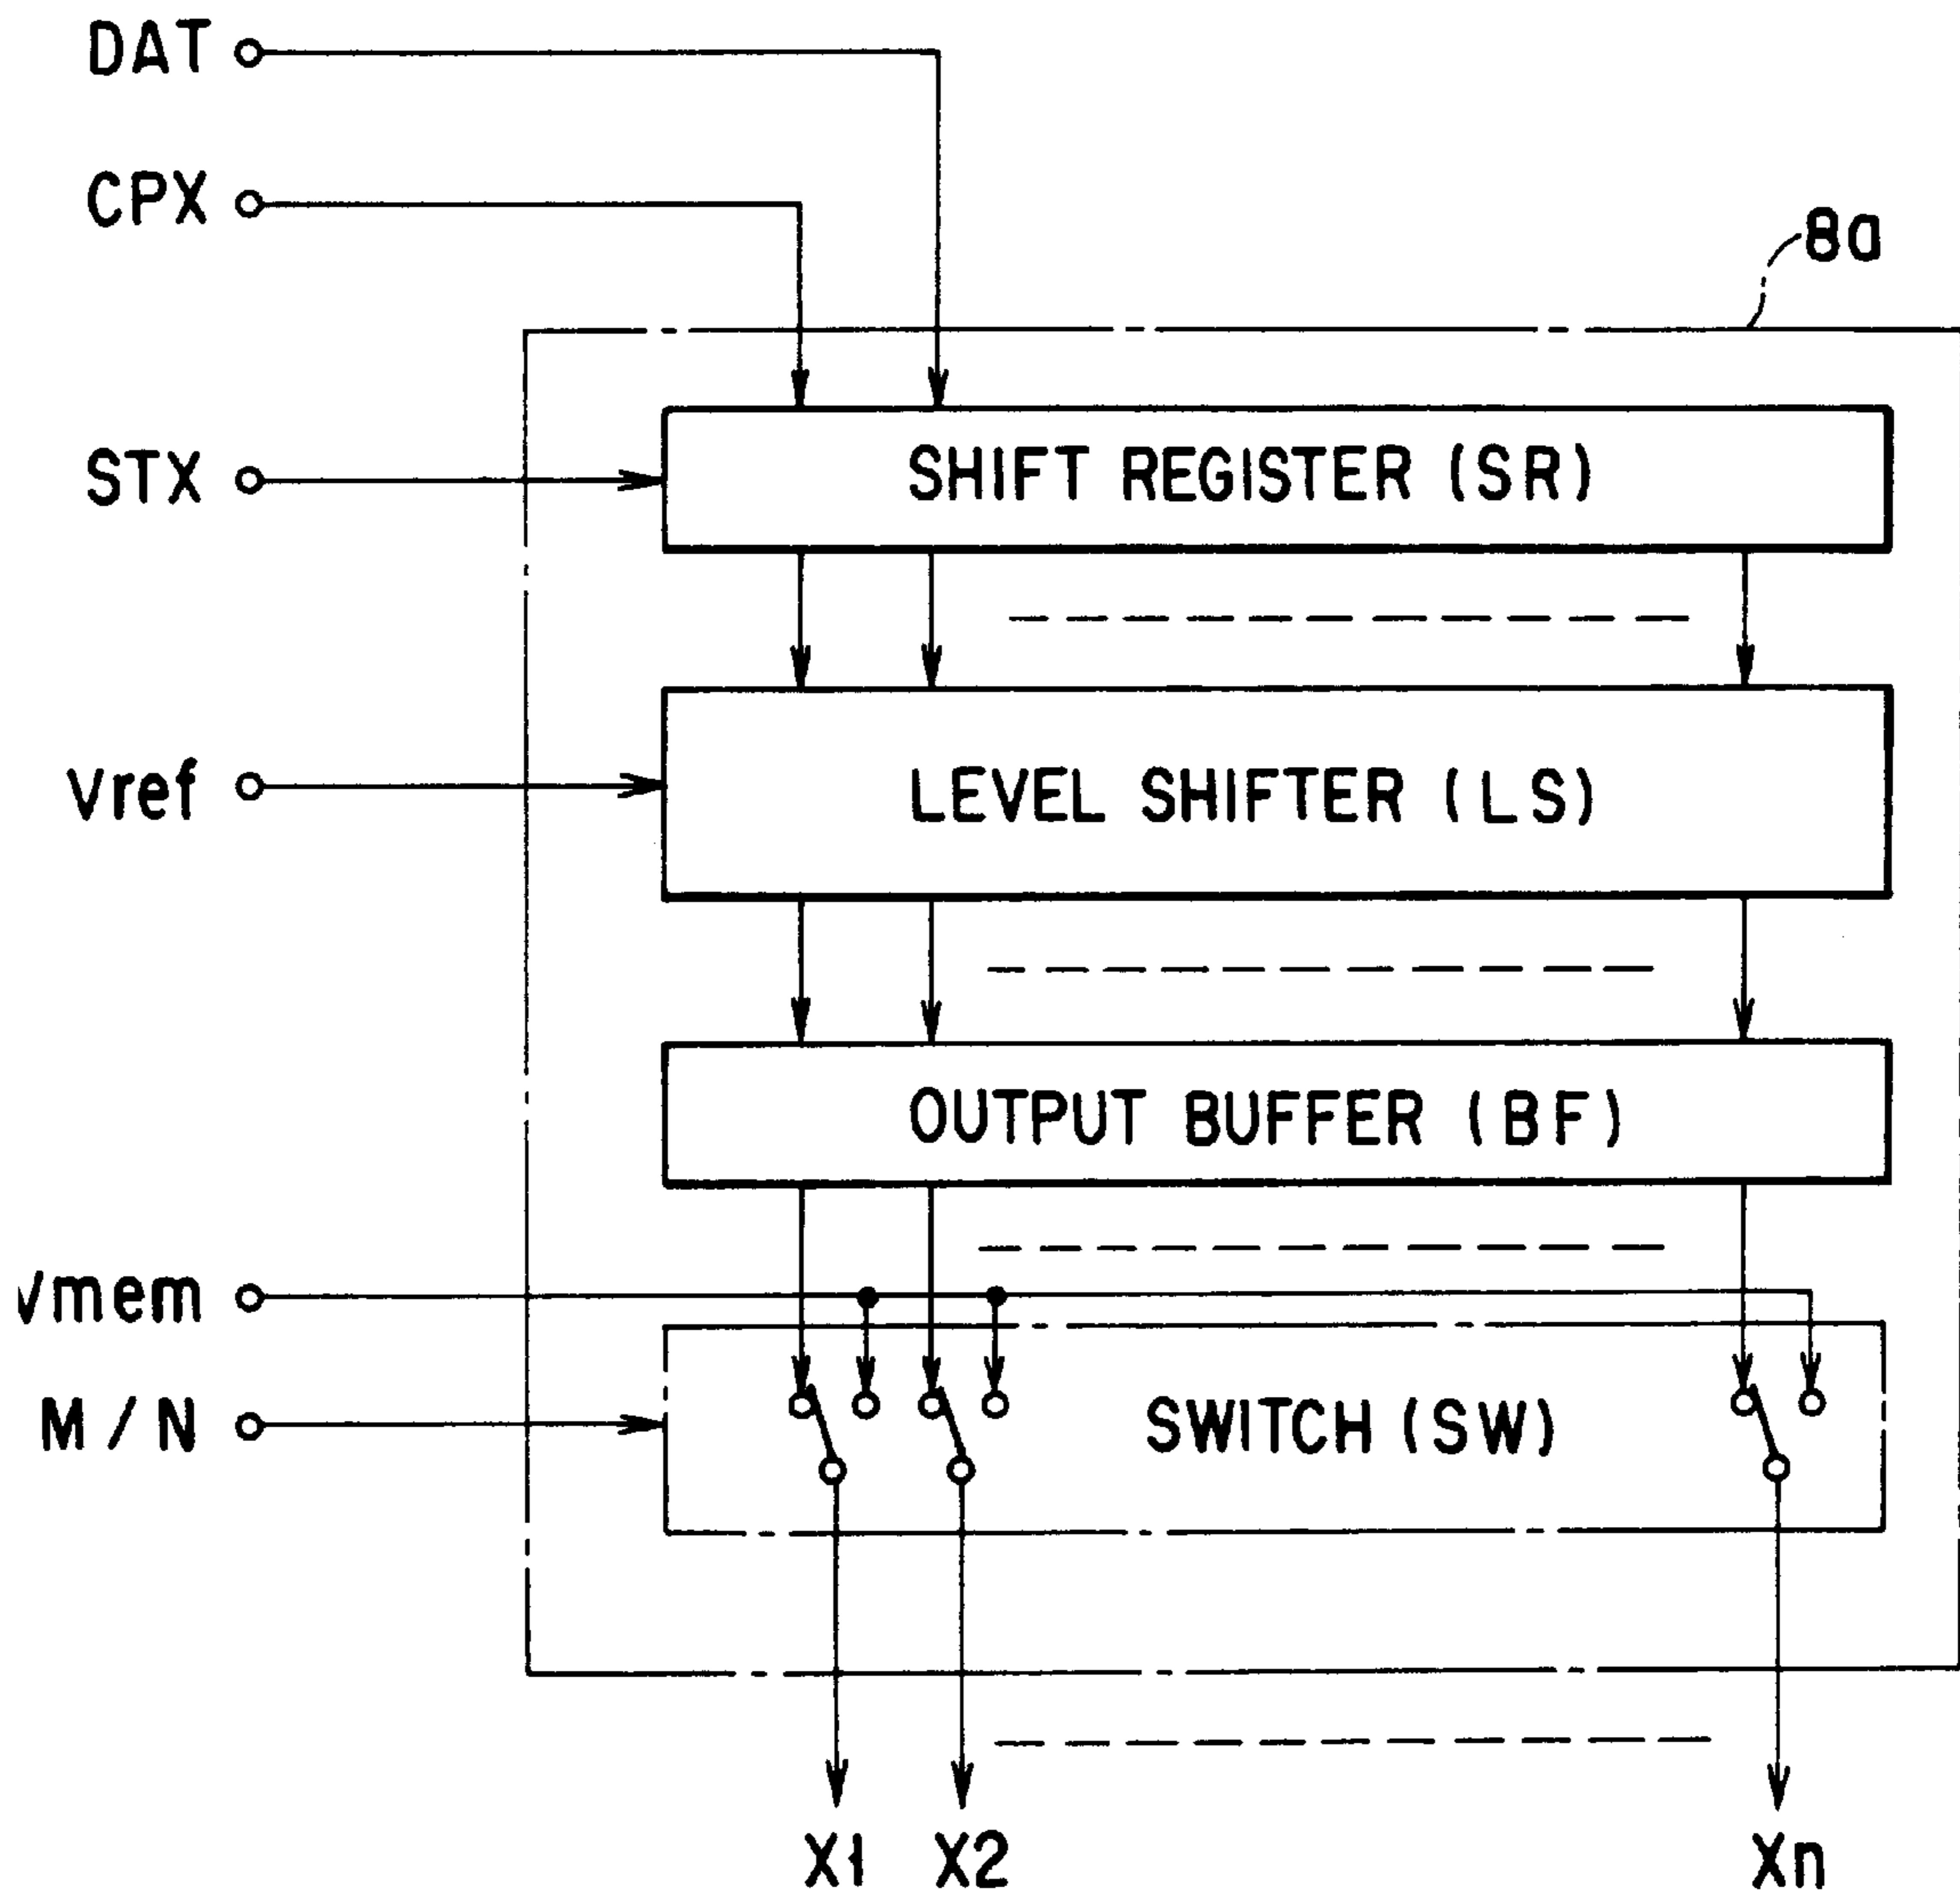 DAT
CPX
8a
STX
SHIFT REGISTER (SR)
Vref
LEVEL SHIFTER (LS)
OUTPUT BUFFER (BF)
Vmem
M/N
SWITCH (SW)
X1 X2 Xn